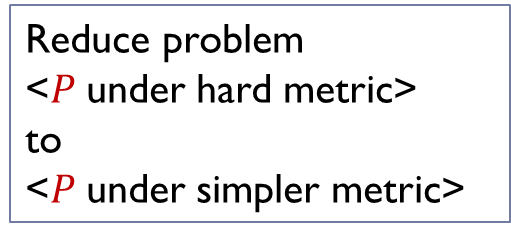 Reduce problem
<P under hard metric>
to
<P under simpler metric>